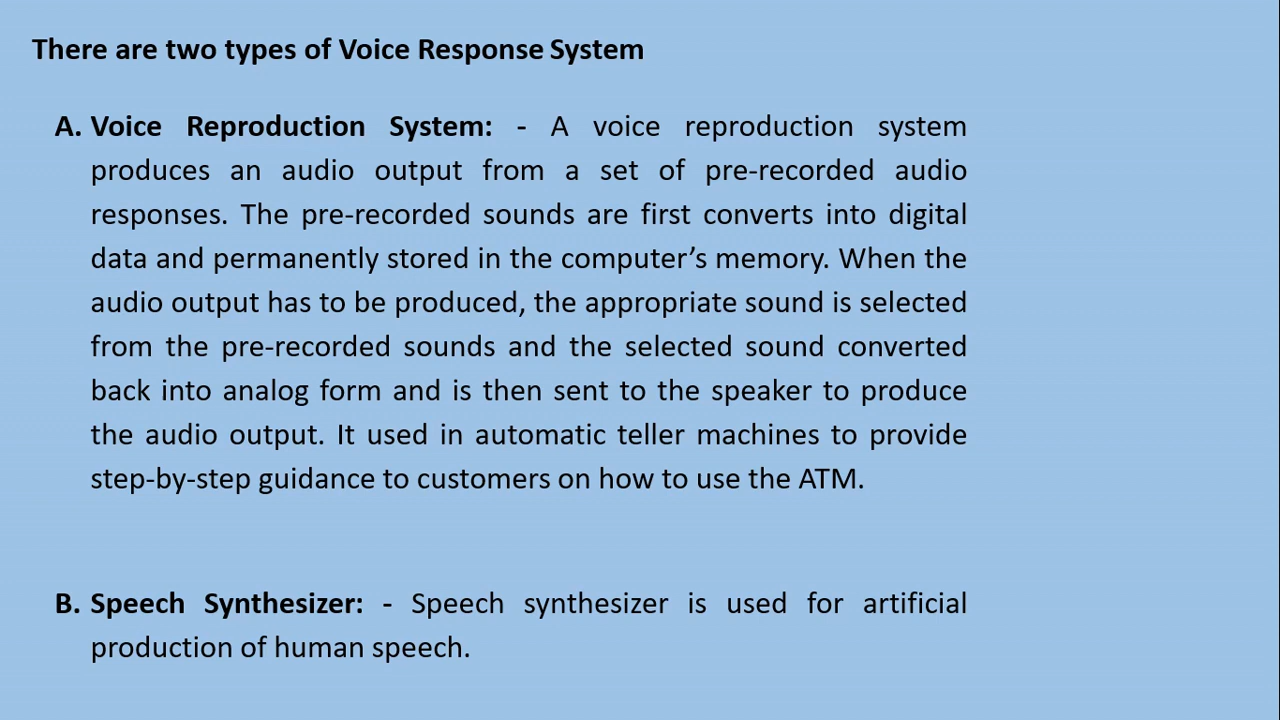 There are two types of Voice Response System
A. Voice Reproduction System: - A voice reproduction system
produces an audio output from a set of pre-recorded audio
responses. The pre-recorded sounds are first converts into digital
data and permanently stored in the computer’s memory. When the
audio output has to be produced, the appropriate sound is selected
from the pre-recorded sounds and the selected sound converted
back into analog form and is then sent to the speaker to produce
the audio output. It used in automatic teller machines to provide
step-by-step guidance to customers on how to use the ATM.
B. Speech Synthesizer: - Speech synthesizer is used for artificial
production of human speech.